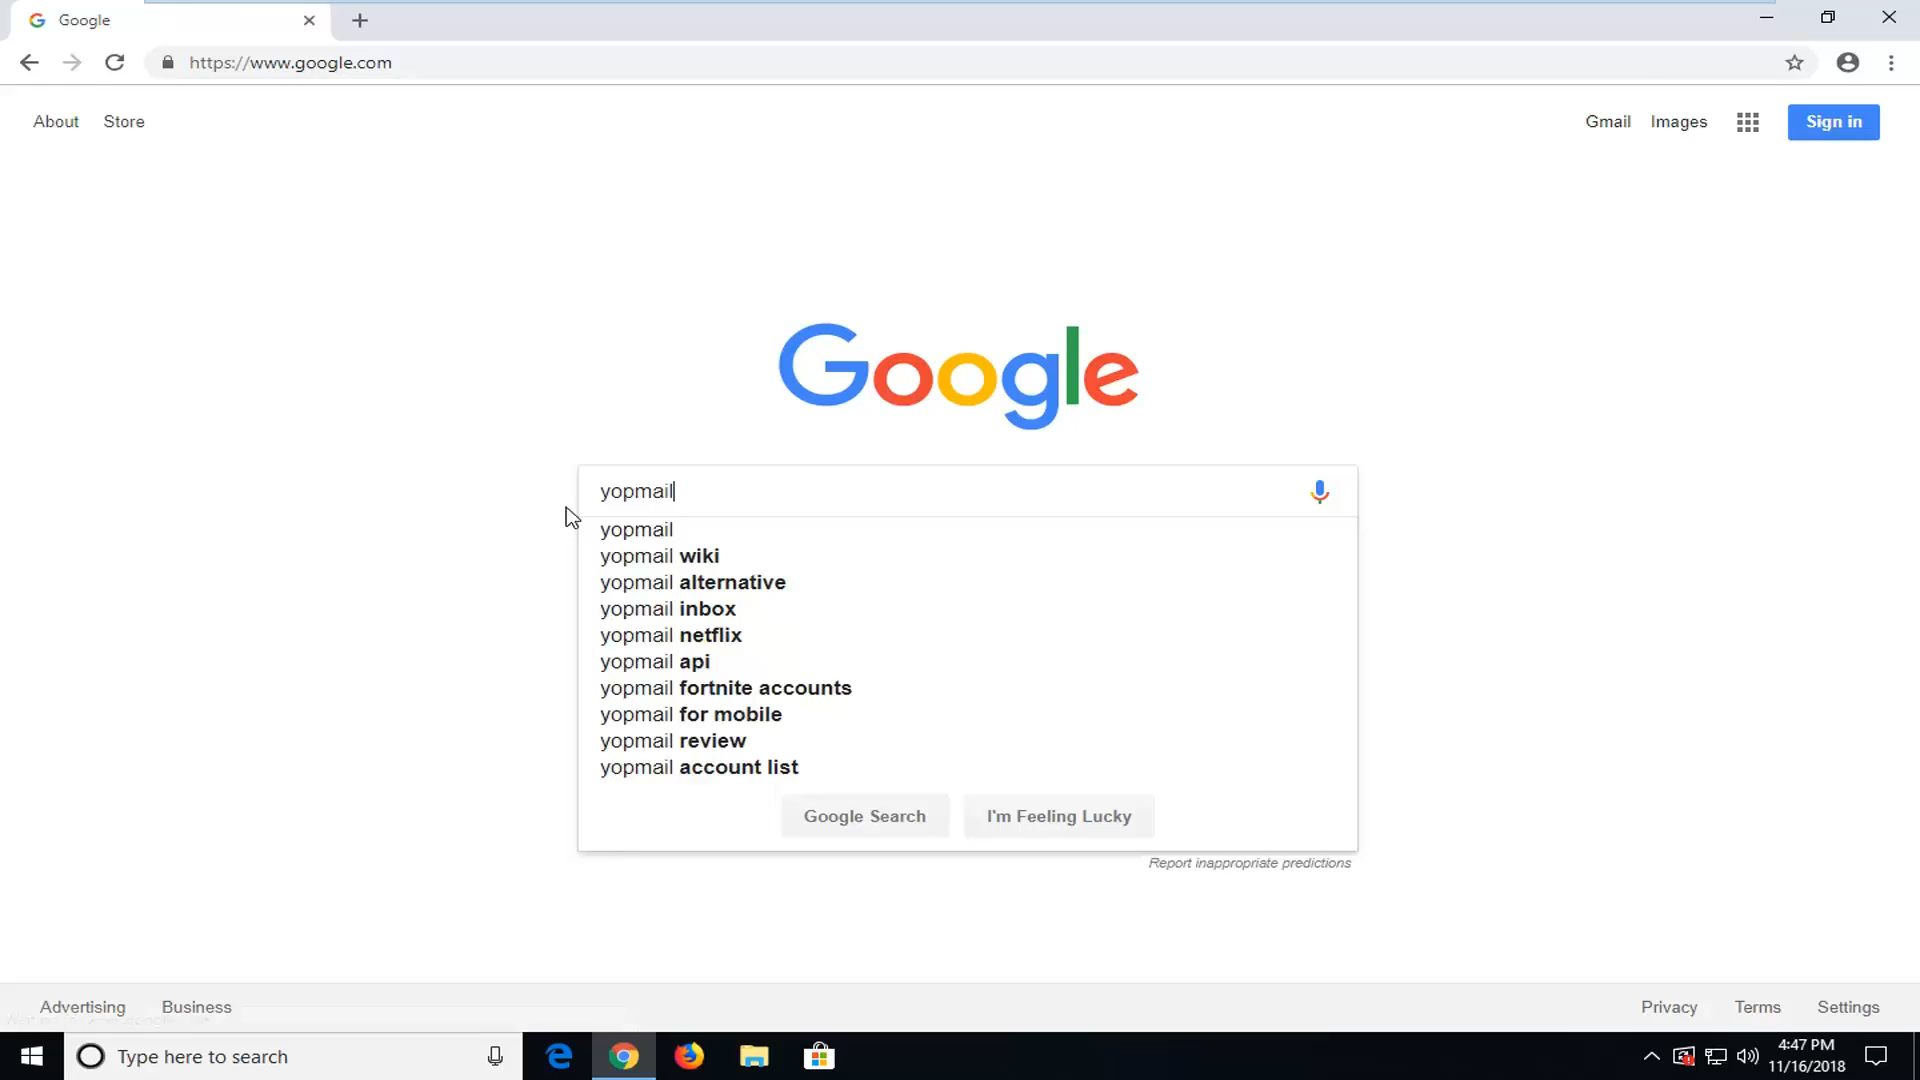 Google
https://www.google.com
About Store
Gmail Images Sign in
Google
yopmail
yopmail
yopmail wiki
yopmail alternative
yopmail inbox
yopmail netflix
yopmail api
yopmail fortnite accounts
yopmail for mobile
yopmail review
yopmail account list
Google Search I'm Feeling Lucky
Report inappropriate predictions
Advertising Business
Privacy Terms Settings
Type here to search
4:47 PM
11/16/2018